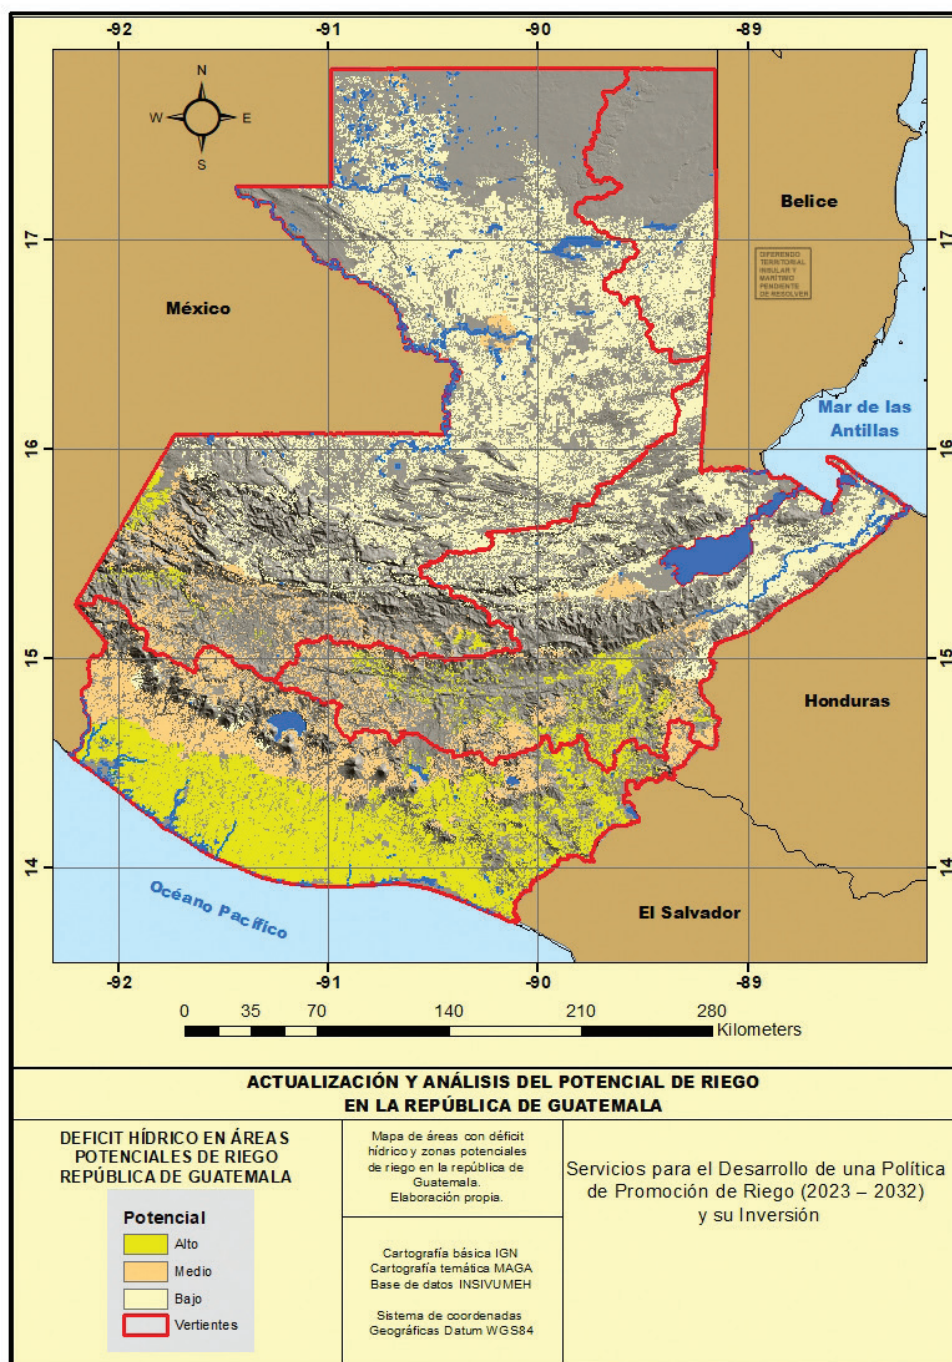 -92 -91 -90 -89
N
W E
S
Belice
17 17
DIFERENDO
TERRITORIAL
INSULAR Y
MARÍTIMO
PENDIENTE
DE RESOLVER
México
Mar de las
Antillas
16 16
15 15
Honduras
14 14
Océano Pacífico
El Salvador
-92 -91 -90 -89
0 35 70 140 210 280
Kilometers
ACTUALIZACIÓN Y ANÁLISIS DEL POTENCIAL DE RIEGO
EN LA REPÚBLICA DE GUATEMALA
DEFICIT HÍDRICO EN ÁREAS
POTENCIALES DE RIEGO
REPÚBLICA DE GUATEMALA
Potencial
Alto
Medio
Bajo
Vertientes
Mapa de áreas con déficit
hídrico y zonas potenciales
de riego en la república de
Guatemala.
Elaboración propia.
Cartografía básica IGN
Cartografía temática MAGA
Base de datos INSIVUMEH
Sistema de coordenadas
Geográficas Datum WGS84
Servicios para el Desarrollo de una Política
de Promoción de Riego (2023 – 2032)
y su Inversión